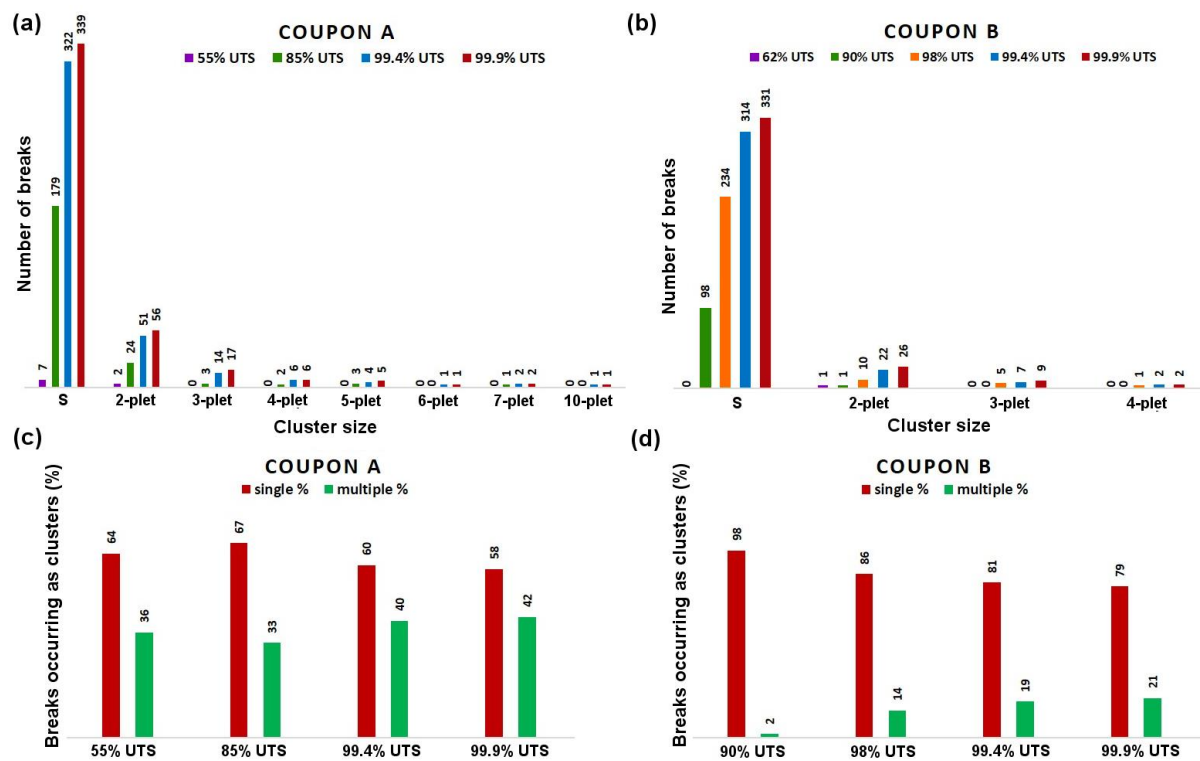 (a)
COUPON A
55% UTS 85% UTS 99.4% UTS 99.9% UTS
Number of breaks
7 179 322 339
2 24 51 56
0 3 14 17
0 2 6 6
0 3 4 5
0 0 1 1
0 1 2 2
0 0 1 1
S 2-plet 3-plet 4-plet 5-plet 6-plet 7-plet 10-plet
Cluster size
(b)
COUPON B
62% UTS 90% UTS 98% UTS 99.4% UTS 99.9% UTS
Number of breaks
0 98 234 314 331
1 1 10 22 26
0 0 5 7 9
0 0 1 2 2
S 2-plet 3-plet 4-plet
Cluster size
(c)
COUPON A
single % multiple %
Breaks occurring as clusters (%)
64 36
67 33
60 40
58 42
55% UTS 85% UTS 99.4% UTS 99.9% UTS
(d)
COUPON B
single % multiple %
Breaks occurring as clusters (%)
98 2
86 14
81 19
79 21
90% UTS 98% UTS 99.4% UTS 99.9% UTS